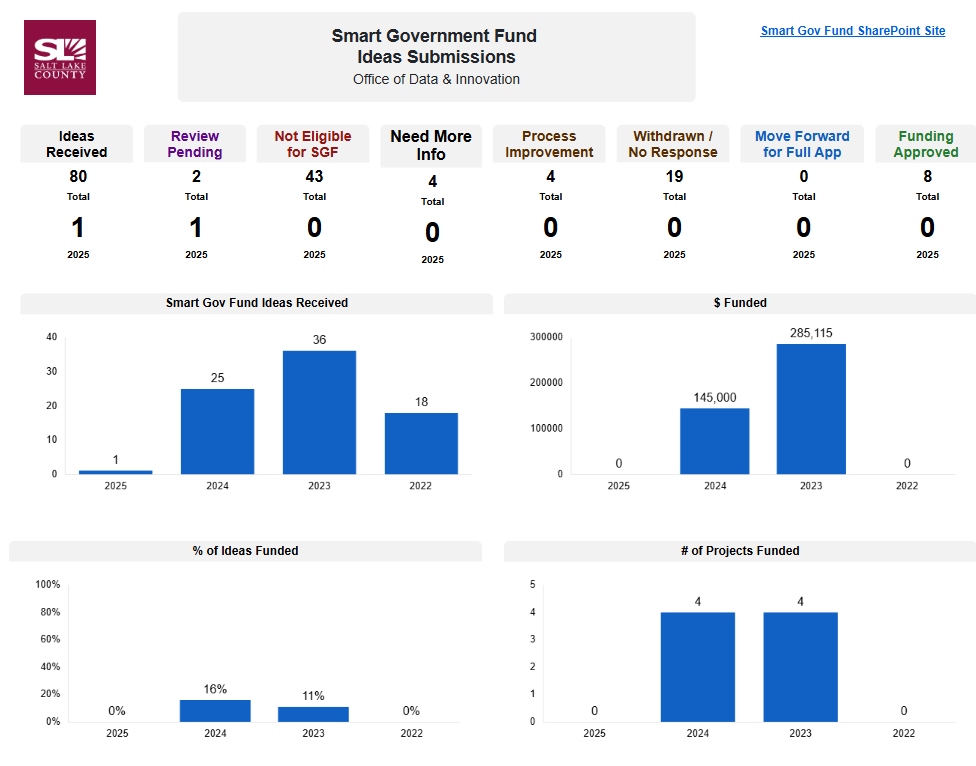 SL
SALT LAKE
COUNTY
Smart Government Fund
Ideas Submissions
Office of Data & Innovation
Smart Gov Fund SharePoint Site
Ideas
Received
80
Total
1
2025
Review
Pending
2
Total
1
2025
Not Eligible
for SGF
43
Total
0
2025
Need More
Info
4
Total
0
2025
Process
Improvement
4
Total
0
2025
Withdrawn /
No Response
19
Total
0
2025
Move Forward
for Full App
0
Total
0
2025
Funding
Approved
8
Total
0
2025
Smart Gov Fund Ideas Received
40
30
20
10
0
1
25
36
18
2025
2024
2023
2022
$ Funded
300000
200000
100000
0
0
145,000
285,115
0
2025
2024
2023
2022
% of Ideas Funded
100%
80%
60%
40%
20%
0%
0%
16%
11%
0%
2025
2024
2023
2022
# of Projects Funded
5
4
3
2
1
0
0
4
4
0
2025
2024
2023
2022